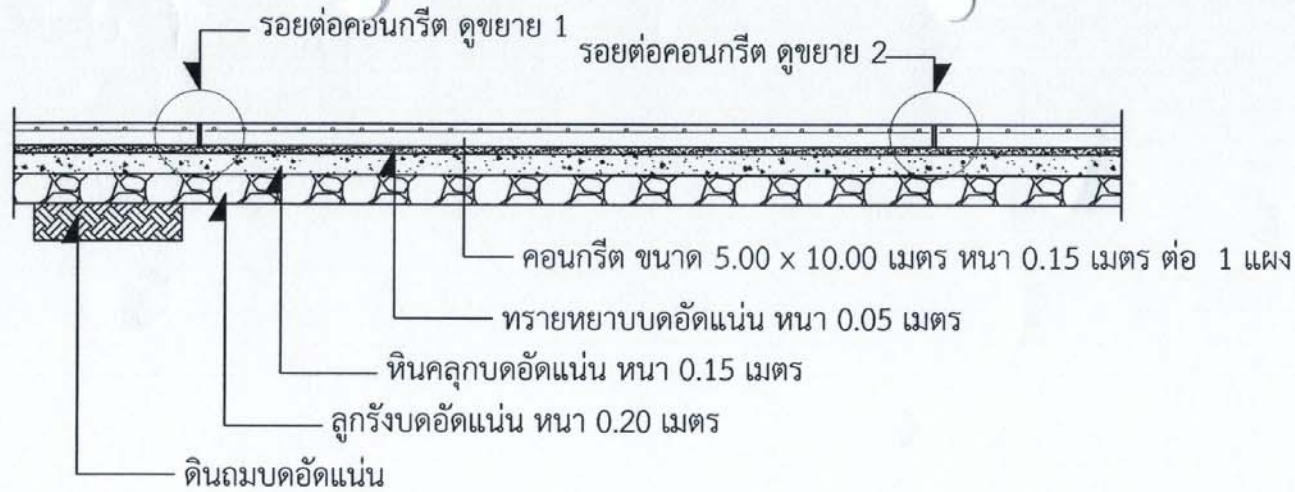 รอยต่อคอนกรีต ดูขยาย 1
รอยต่อคอนกรีต ดูขยาย 2
คอนกรีต ขนาด 5.00 x 10.00 เมตร หนา 0.15 เมตร ต่อ 1 แผง
ทรายหยาบบดอัดแน่น หนา 0.05 เมตร
หินคลุกบดอัดแน่น หนา 0.15 เมตร
ลูกรังบดอัดแน่น หนา 0.20 เมตร
ดินถมบดอัดแน่น